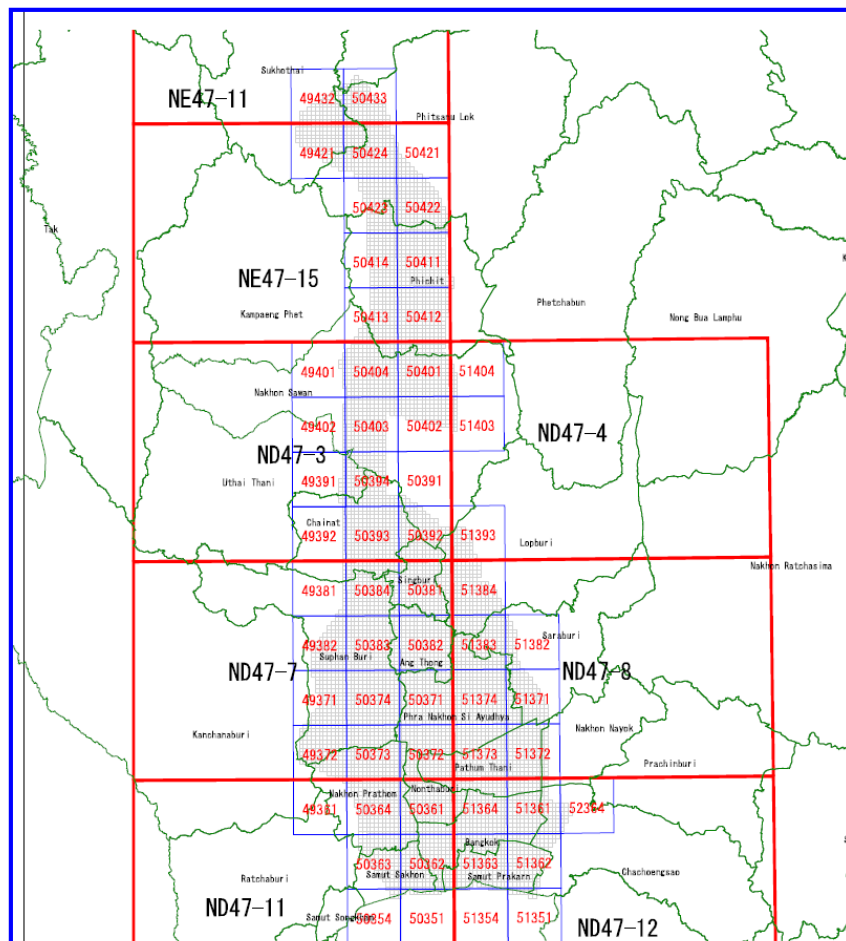 Sukhothai
NE47-11
49432 50433
Phitsanu Lok
49421 50424 50421
50423 50422
Tak
50414 50411
NE47-15
Phichit
Phetchabun
Kampaeng Phet
50413 50412
Nong Bua Lamphu
49401 50404 50401 51404
Nakhon Sawan
49402 50403 50402 51403
ND47-4
ND47-3
Uthai Thani
49391 50394 50391
Chainat
49392 50393 50392 51393
Lopburi
Nakhon Ratchasima
Singburi
49381 50384 50381 51384
Saraburi
49382 50383 50382 51383 51382
Suphan Buri
Ang Thong
ND47-7
ND47-8
49371 50374 50371 51374 51371
Phra Nakhon Si Ayudhya
Nakhon Nayok
Kanchanaburi
49372 50373 50372 51373 51372
Pathum Thani
Prachinburi
Nakhon Prathom
Nonthaburi
49361 50364 50361 51364 51361 52364
Bangkok
50363 50362 51363 51362
Ratchaburi
Samut Sakhon
Samut Prakarn
Chachoengsao
ND47-11
Samut Songkram
50354 50351 51354 51351
ND47-12